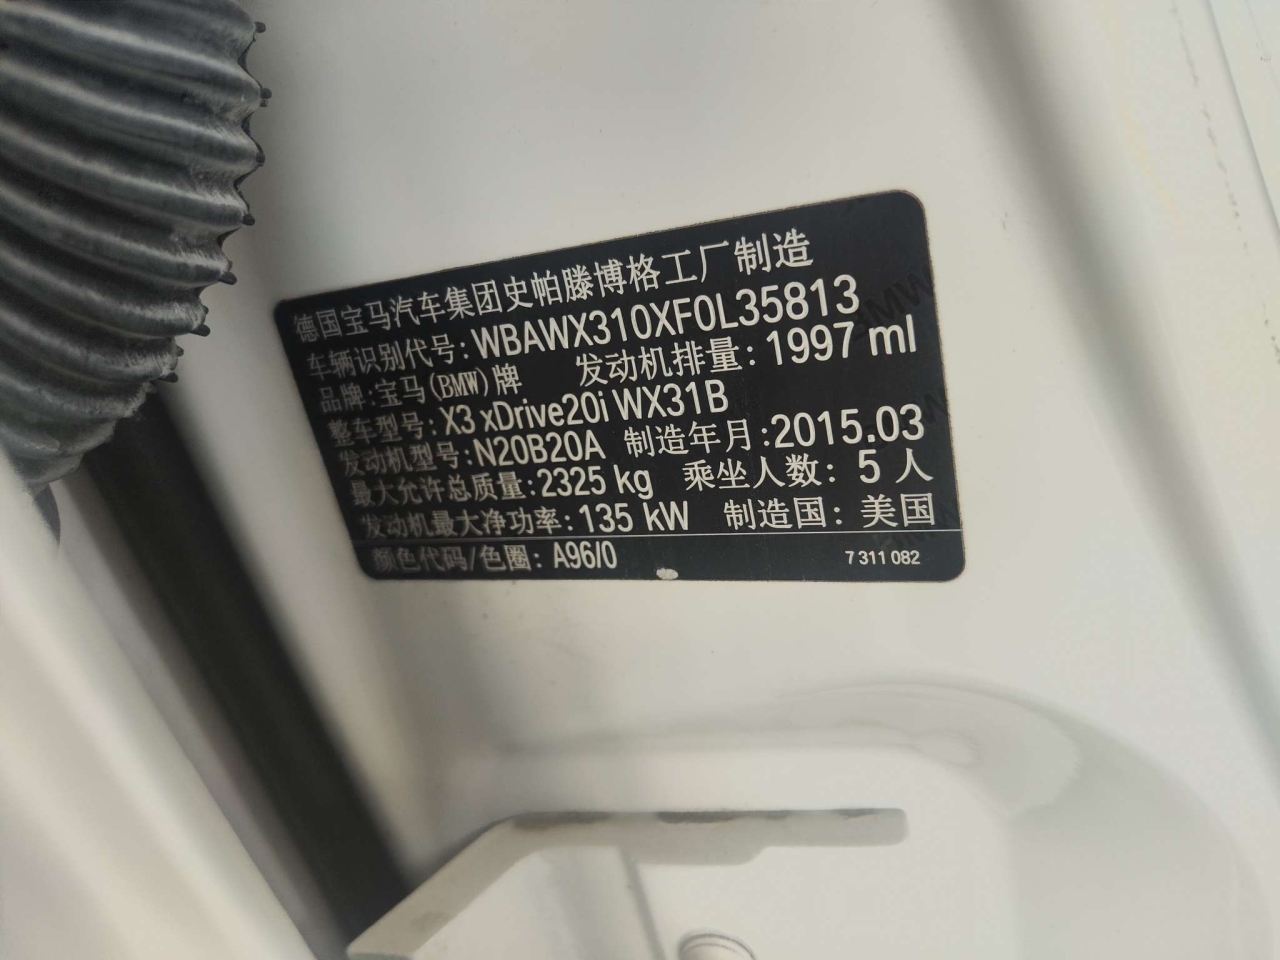 德国宝马汽车集团史帕滕博格工厂制造
车辆识别代号: WBAWX310XF0L35813
品牌: 宝马(BMW)牌 发动机排量: 1997 ml
整车型号: X3 xDrive20i WX31B
发动机型号: N20B20A 制造年月: 2015.03
最大允许总质量: 2325 kg 乘坐人数: 5 人
发动机最大净功率: 135 kW 制造国: 美国
颜色代码/色圈: A96/0 7 311 082